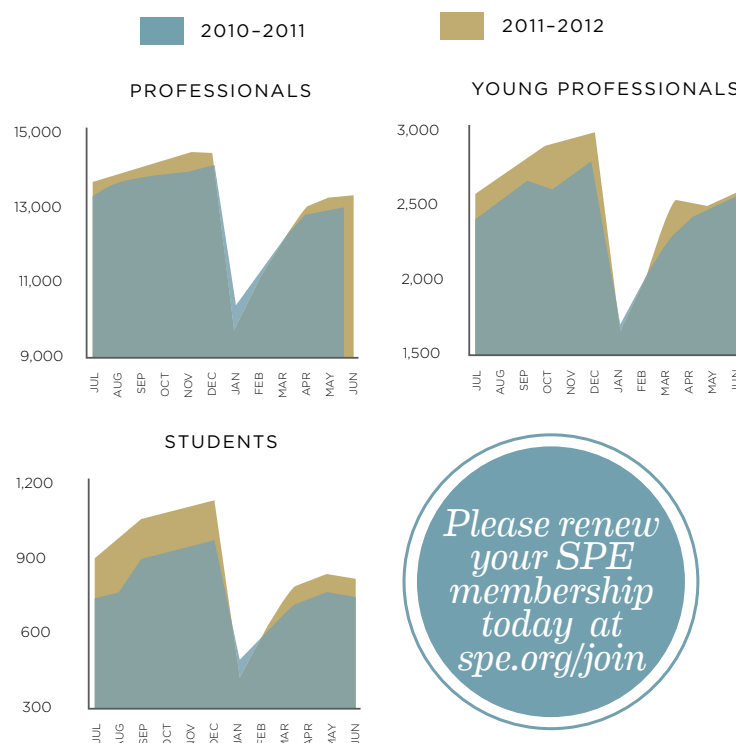 2010–2011 2011–2012
PROFESSIONALS
15,000
13,000
11,000
9,000
JUL AUG SEP OCT NOV DEC JAN FEB MAR APR MAY JUN
YOUNG PROFESSIONALS
3,000
2,500
2,000
1,500
JUL AUG SEP OCT NOV DEC JAN FEB MAR APR MAY JUN
STUDENTS
1,200
900
600
300
JUL AUG SEP OCT NOV DEC JAN FEB MAR APR MAY JUN
Please renew
your SPE
membership
today at
spe.org/join